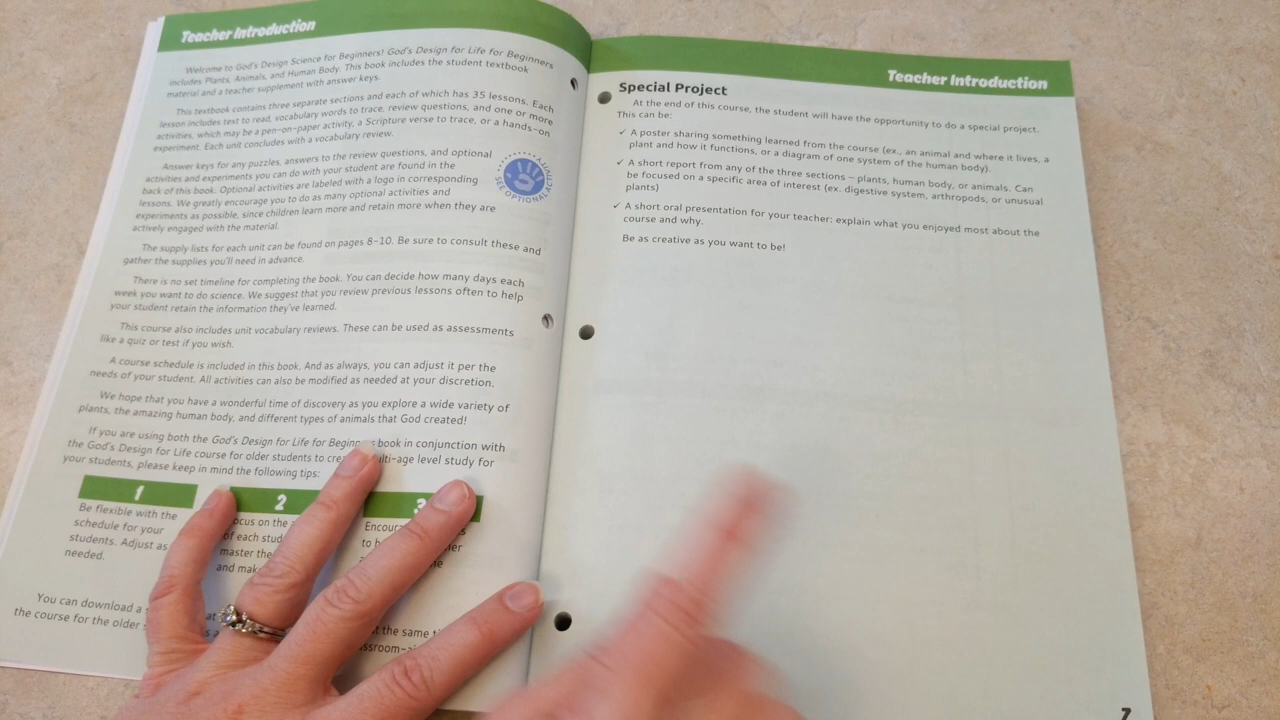 Teacher Introduction
Welcome to God's Design Science for Beginners! God's Design for Life for Beginners
includes Plants, Animals, and Human Body. This book includes the student textbook
material and a teacher supplement with answer keys.
This textbook contains three separate sections and each of which has 35 lessons. Each
lesson includes text to read, vocabulary words to trace, review questions, and one or more
activities, which may be a pen-on-paper activity, a Scripture verse to trace, or a hands-on
experiment. Each unit concludes with a vocabulary review.
Answer keys for any puzzles, answers to the review questions, and optional
activities and experiments you can do with your student are found in the
back of this book. Optional activities are labeled with a logo in corresponding
lessons. We greatly encourage you to do as many optional activities and
experiments as possible, since children learn more and retain more when they are
actively engaged with the material.
SEE OPTIONAL ACTIVITY
The supply lists for each unit can be found on pages 8-10. Be sure to consult these and
gather the supplies you'll need in advance.
There is no set timeline for completing the book. You can decide how many days each
week you want to do science. We suggest that you review previous lessons often to help
your student retain the information they've learned.
This course also includes unit vocabulary reviews. These can be used as assessments
like a quiz or test if you wish.
A course schedule is included in this book. And as always, you can adjust it per the
needs of your student. All activities can also be modified as needed at your discretion.
We hope that you have a wonderful time of discovery as you explore a wide variety of
plants, the amazing human body, and different types of animals that God created!
If you are using both the God's Design for Life for Beginners book in conjunction with
the God's Design for Life course for older students to multi-age level study for
your students, please keep in mind the following tips:
1
Be flexible with the
schedule for your
students. Adjust as
needed.
2
on the
of each
master the
and
3
to
You can download a
the course for the older
the same
Teacher Introduction
Special Project
At the end of this course, the student will have the opportunity to do a special project.
This can be:
✓ A poster sharing something learned from the course (ex., an animal and where it lives, a
plant and how it functions, or a diagram of one system of the human body).
✓ A short report from any of the three sections – plants, human body, or animals. Can
be focused on a specific area of interest (ex. digestive system, arthropods, or unusual
plants)
✓ A short oral presentation for your teacher: explain what you enjoyed most about the
course and why.
Be as creative as you want to be!
7